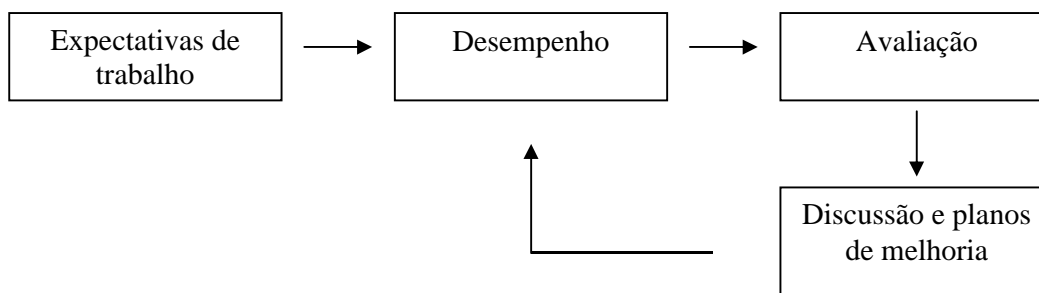 Expectativas de
trabalho
Desempenho
Avaliação
Discussão e planos
de melhoria